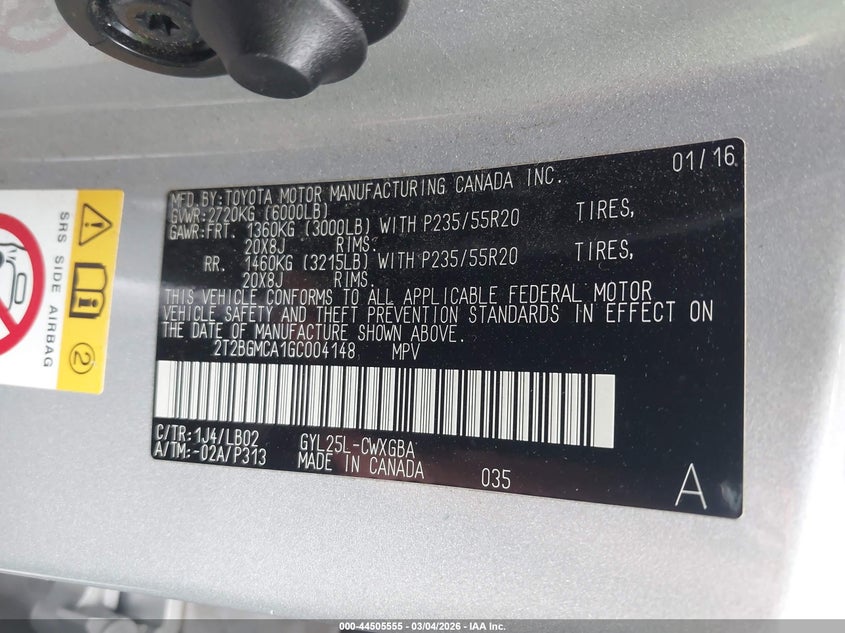 01/16
MFD.BY:TOYOTA MOTOR MANUFACTURING CANADA INC.
GVWR:2720KG (6000LB)
GAWR:FRT. 1360KG (3000LB) WITH P235/55R20 TIRES,
20X8J RIMS.
RR. 1460KG (3215LB) WITH P235/55R20 TIRES,
20X8J RIMS.
THIS VEHICLE CONFORMS TO ALL APPLICABLE FEDERAL MOTOR
VEHICLE SAFETY AND THEFT PREVENTION STANDARDS IN EFFECT ON
THE DATE OF MANUFACTURE SHOWN ABOVE.
2T2BGMCA1GC004148 MPV
C/TR:1J4/LB02 GYL25L-CWXGBA
A/TM:-02A/P313 MADE IN CANADA 035
A
SRS SIDE AIRBAG
2
000-44505555 — 03/04/2026 — IAA Inc.